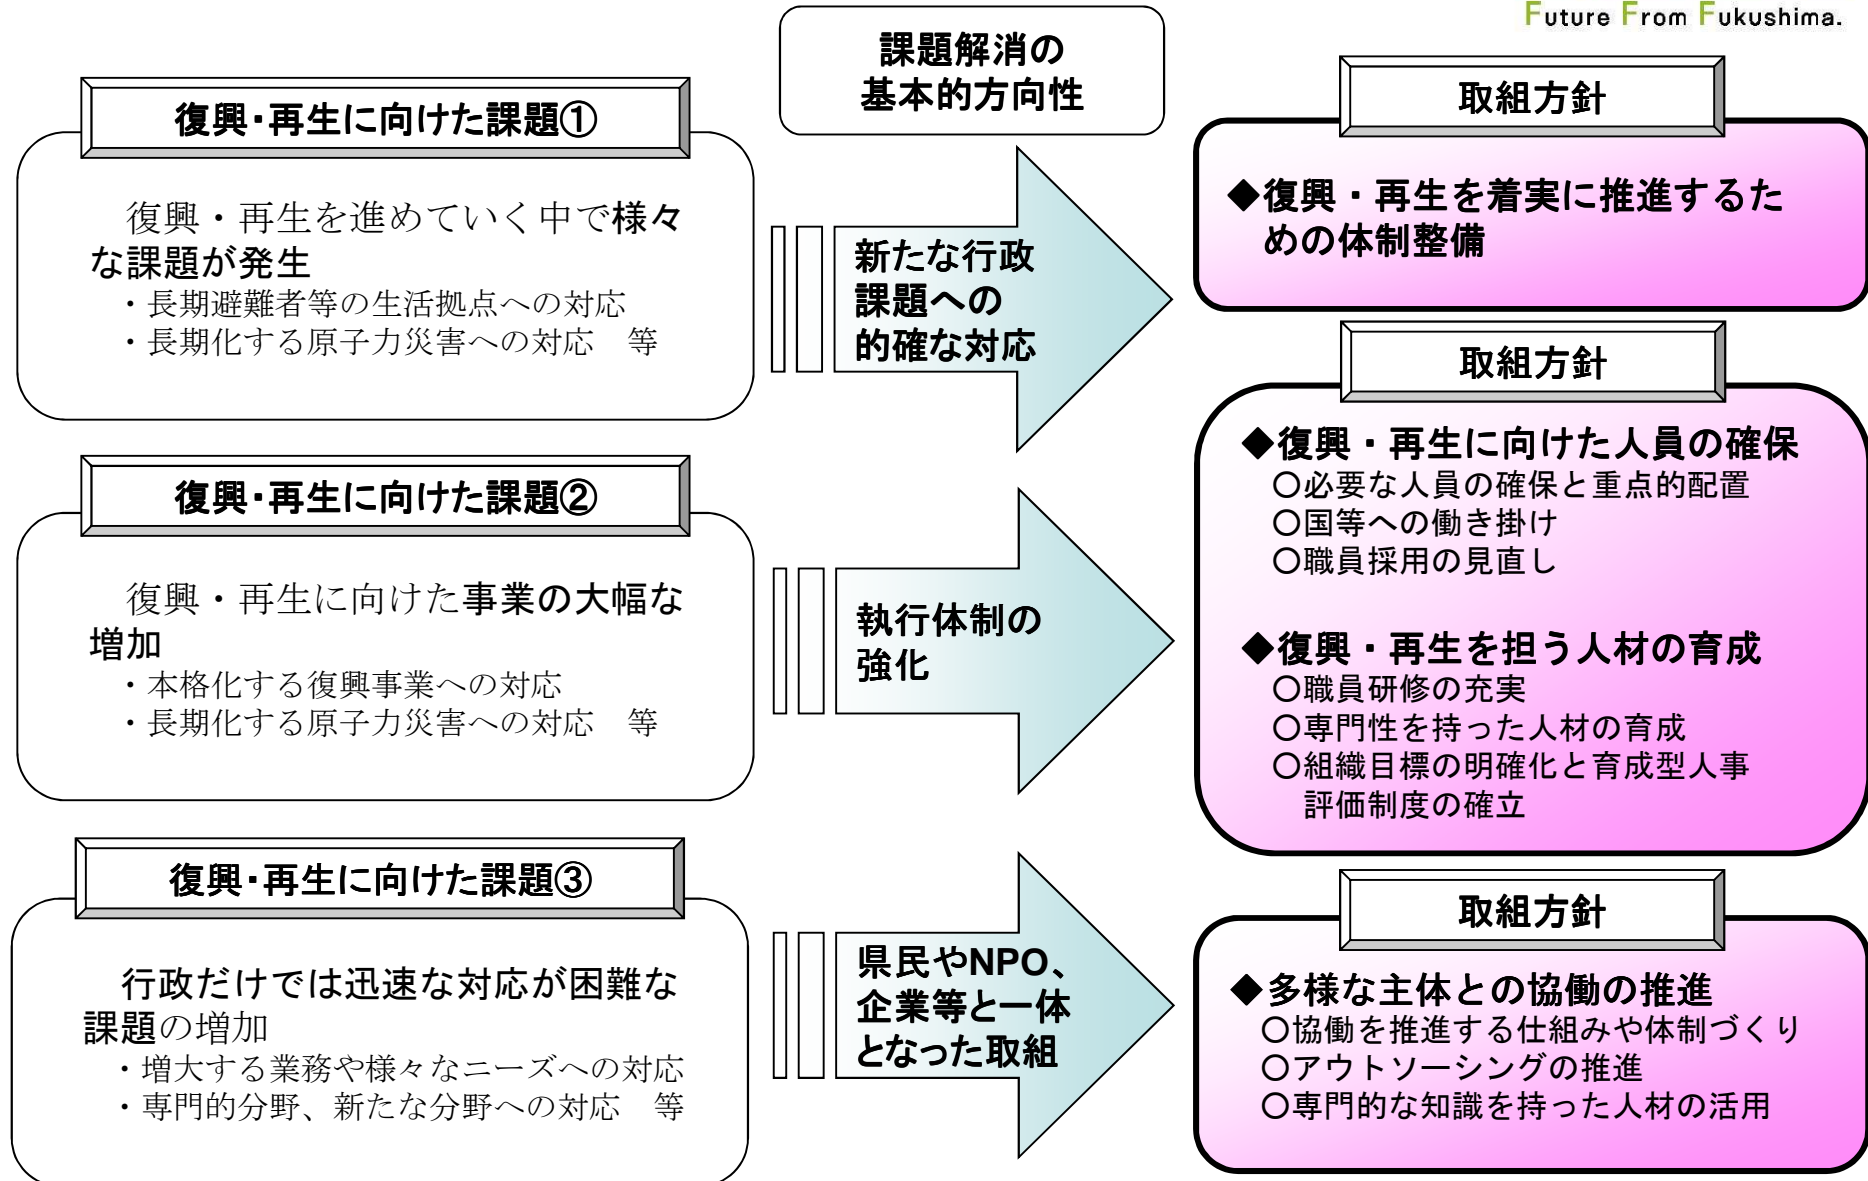 Future From Fukushima.
課題解消の
基本的方向性
復興・再生に向けた課題①
復興・再生を進めていく中で様々
な課題が発生
・長期避難者等の生活拠点への対応
・長期化する原子力災害への対応　等
新たな行政
課題への
的確な対応
取組方針
◆復興・再生を着実に推進するた
めの体制整備
復興・再生に向けた課題②
復興・再生に向けた事業の大幅な
増加
・本格化する復興事業への対応
・長期化する原子力災害への対応　等
執行体制の
強化
取組方針
◆復興・再生に向けた人員の確保
○必要な人員の確保と重点的配置
○国等への働き掛け
○職員採用の見直し
◆復興・再生を担う人材の育成
○職員研修の充実
○専門性を持った人材の育成
○組織目標の明確化と育成型人事
評価制度の確立
復興・再生に向けた課題③
行政だけでは迅速な対応が困難な
課題の増加
・増大する業務や様々なニーズへの対応
・専門的分野、新たな分野への対応　等
県民やNPO、
企業等と一体
となった取組
取組方針
◆多様な主体との協働の推進
○協働を推進する仕組みや体制づくり
○アウトソーシングの推進
○専門的な知識を持った人材の活用